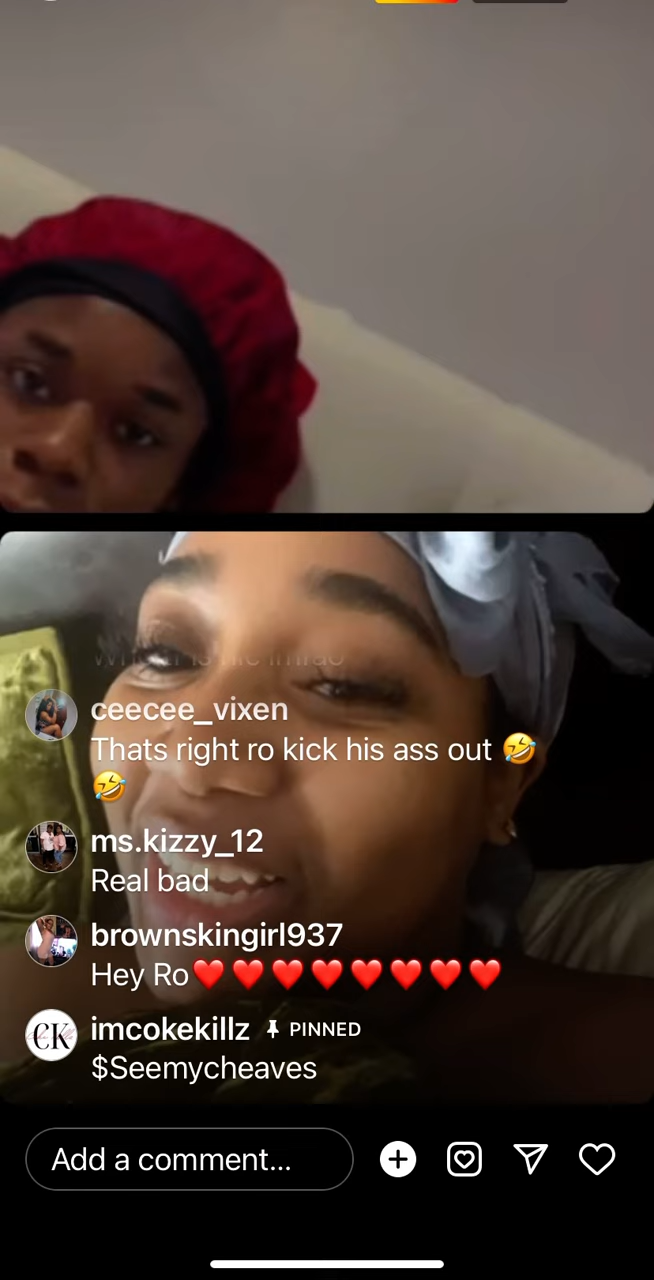 ceecee_vixen
Thats right ro kick his ass out 🤣
🤣
ms.kizzy_12
Real bad
brownskingirl937
Hey Ro❤️❤️❤️❤️❤️❤️❤️❤️
CK
imcokekillz PINNED
$Seemycheaves
Add a comment...